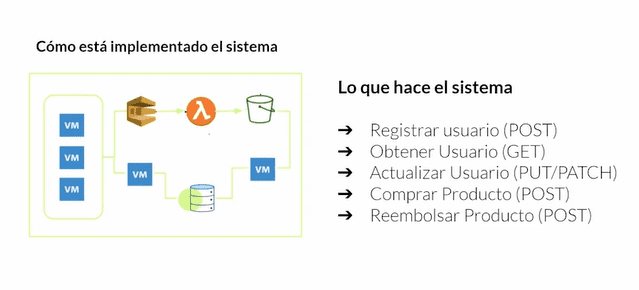 Cómo está implementado el sistema
VM
VM
VM
VM
λ
VM
Lo que hace el sistema
➔ Registrar usuario (POST)
➔ Obtener Usuario (GET)
➔ Actualizar Usuario (PUT/PATCH)
➔ Comprar Producto (POST)
➔ Reembolsar Producto (POST)